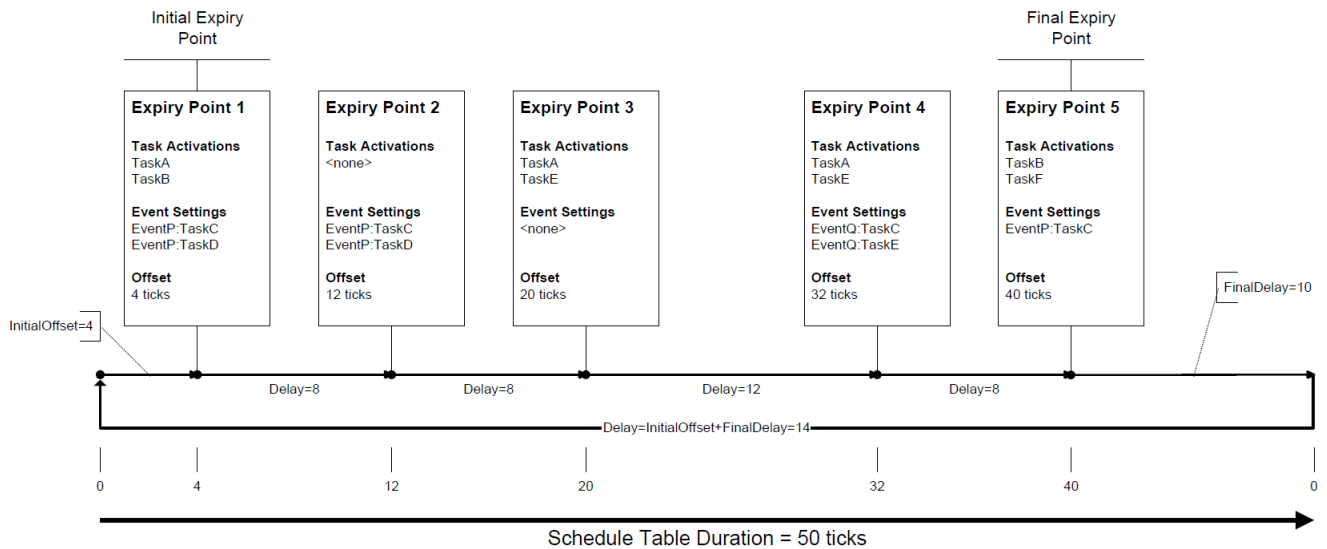 Initial Expiry
Point
Final Expiry
Point
Expiry Point 1
Task Activations
TaskA
TaskB
Event Settings
EventP:TaskC
EventP:TaskD
Offset
4 ticks
Expiry Point 2
Task Activations
<none>
Event Settings
EventP:TaskC
EventP:TaskD
Offset
12 ticks
Expiry Point 3
Task Activations
TaskA
TaskE
Event Settings
<none>
Offset
20 ticks
Expiry Point 4
Task Activations
TaskA
TaskE
Event Settings
EventQ:TaskC
EventQ:TaskE
Offset
32 ticks
Expiry Point 5
Task Activations
TaskB
TaskF
Event Settings
EventP:TaskC
Offset
40 ticks
InitialOffset=4
FinalDelay=10
Delay=8
Delay=8
Delay=12
Delay=8
Delay=InitialOffset+FinalDelay=14
0
4
12
20
32
40
0
Schedule Table Duration = 50 ticks